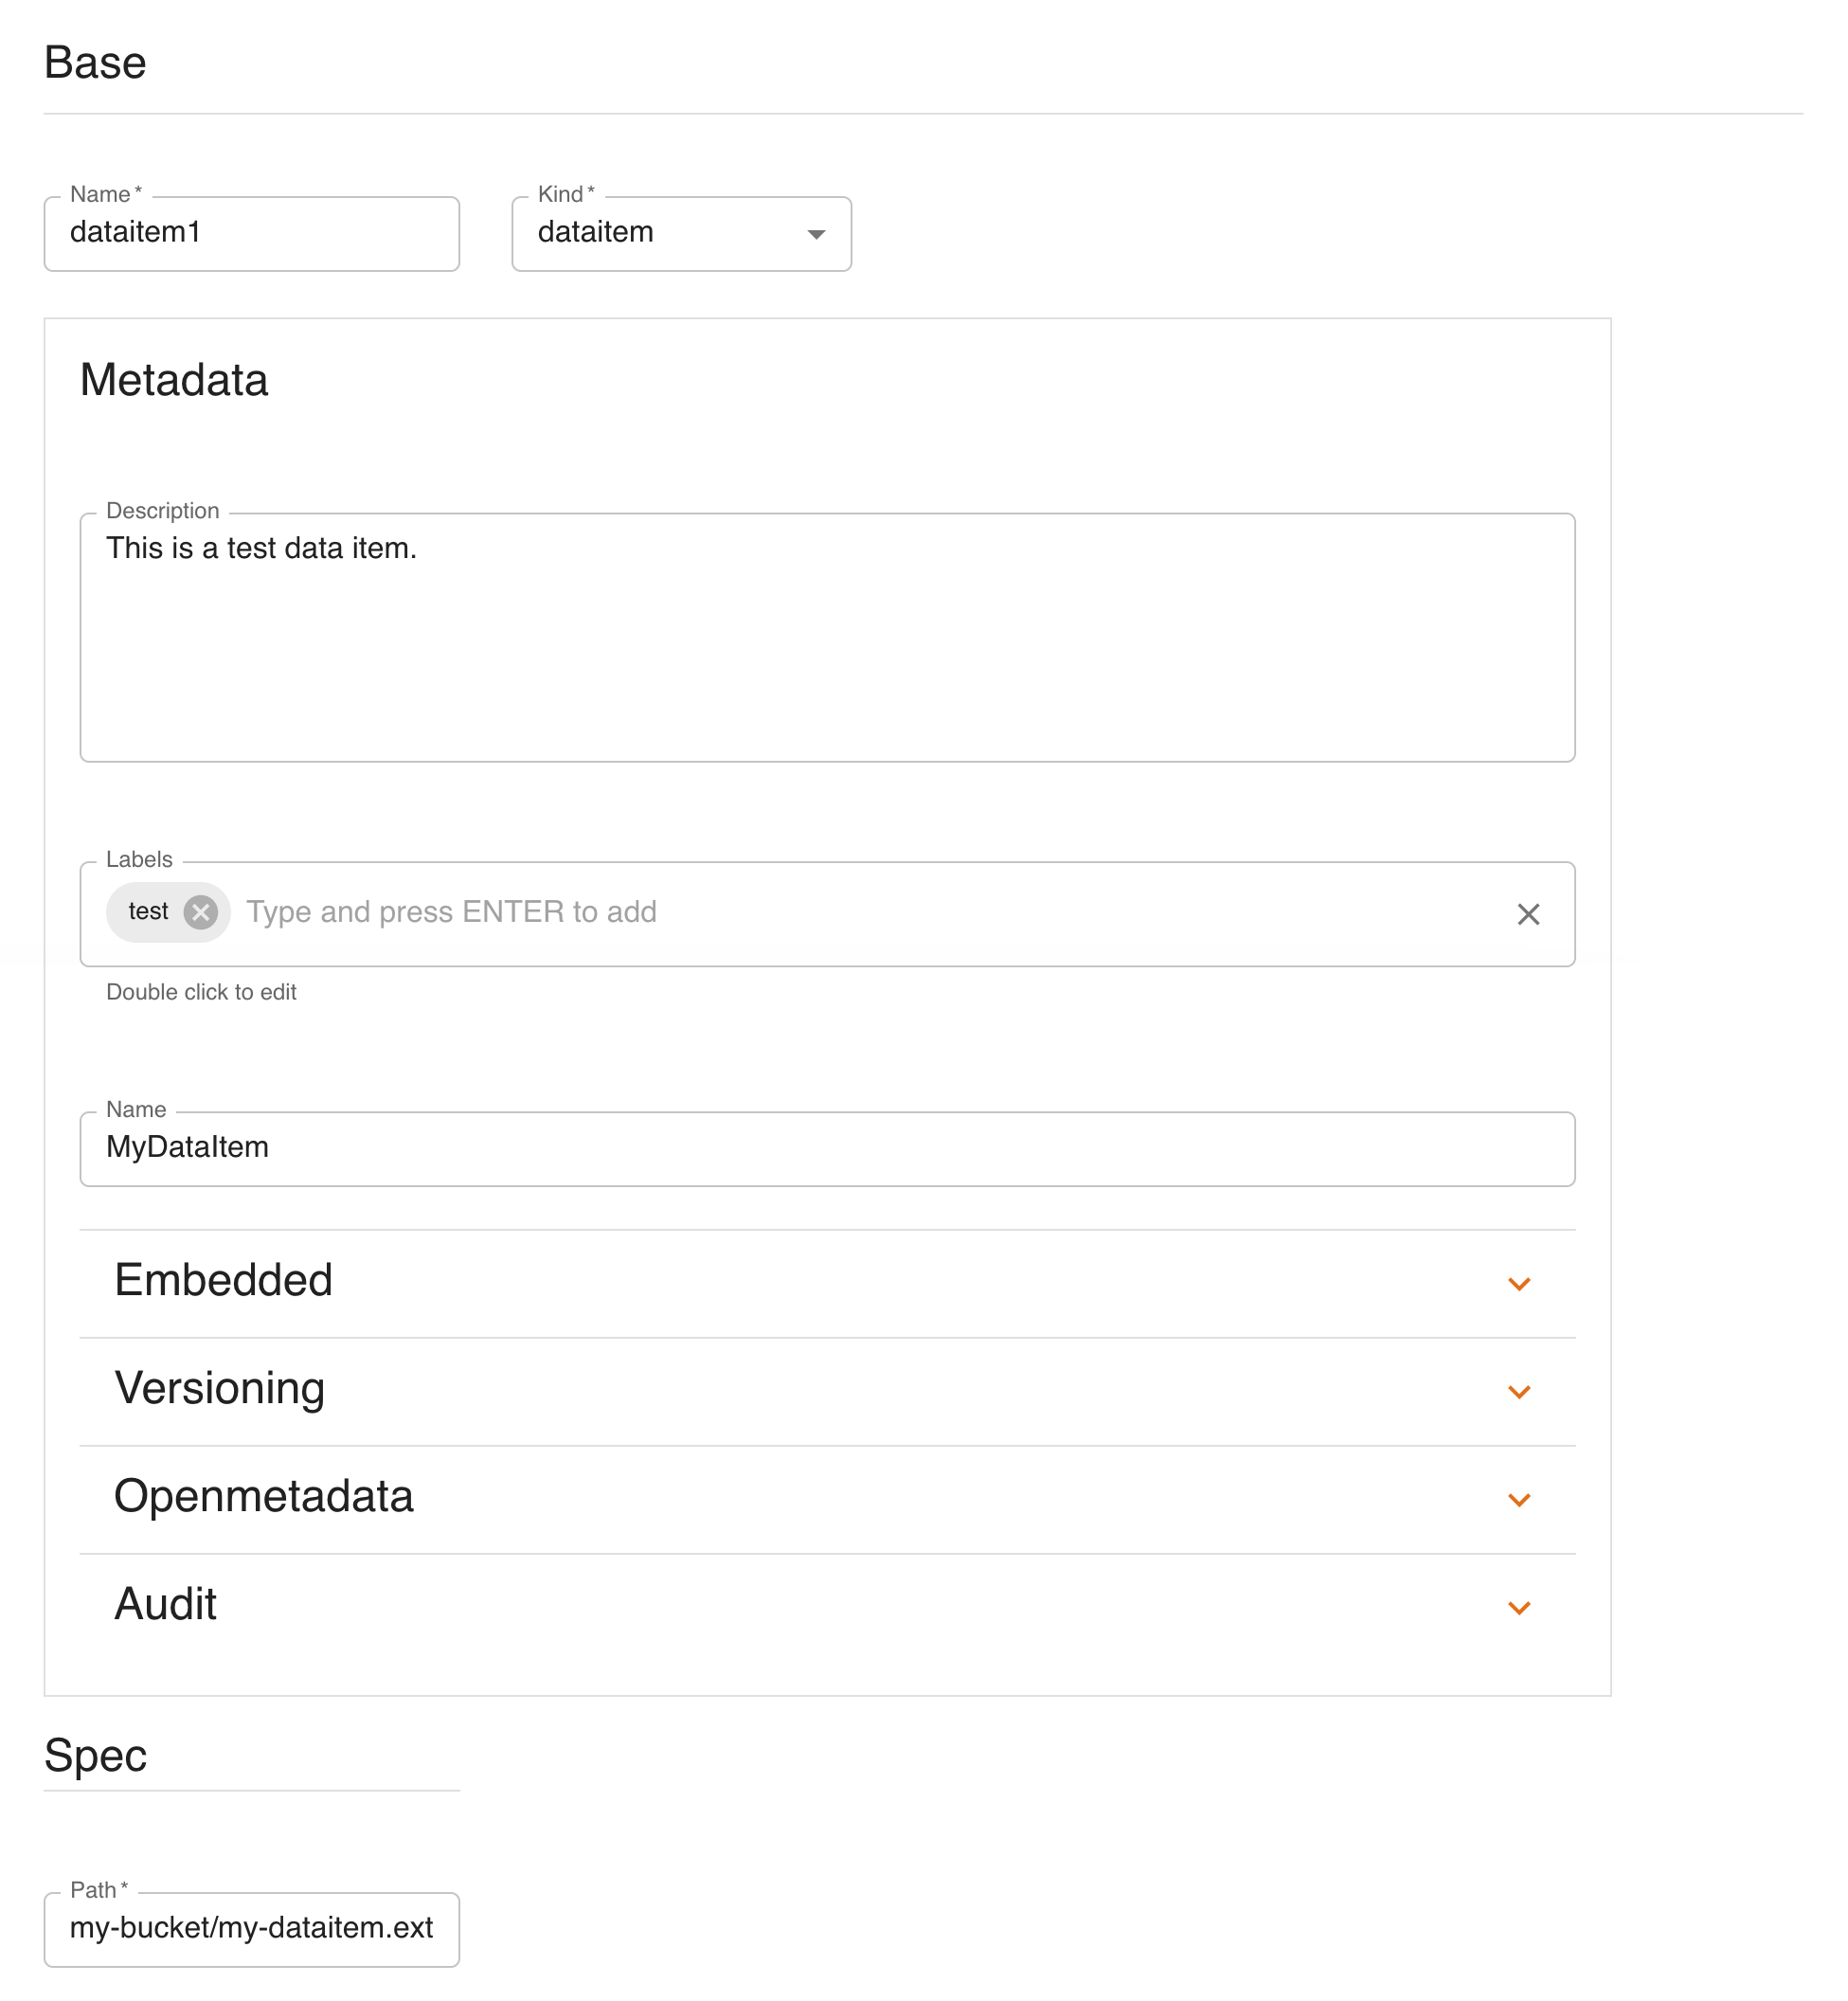 Base
Name *
dataitem1
Kind *
dataitem
Metadata
Description
This is a test data item.
Labels
test
Type and press ENTER to add
Double click to edit
Name
MyDataItem
Embedded
Versioning
Openmetadata
Audit
Spec
Path *
my-bucket/my-dataitem.ext